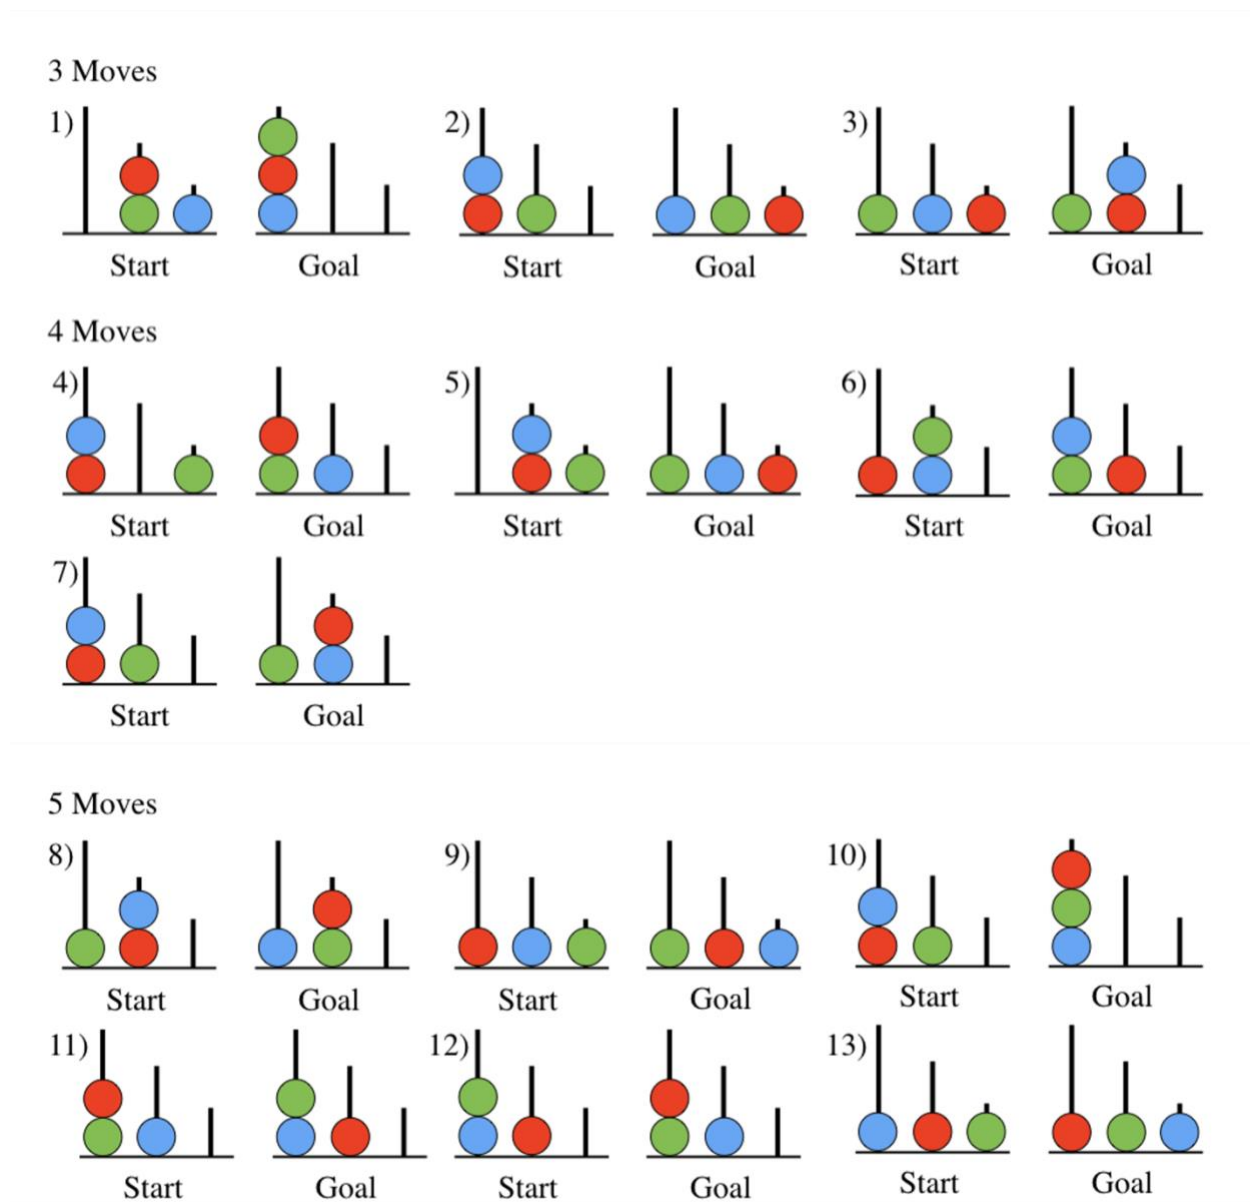 3 Moves
1) 2) 3)
Start Goal Start Goal Start Goal
4 Moves
4) 5) 6)
Start Goal Start Goal Start Goal
7)
Start Goal
5 Moves
8) 9) 10)
Start Goal Start Goal Start Goal
11) 12) 13)
Start Goal Start Goal Start Goal